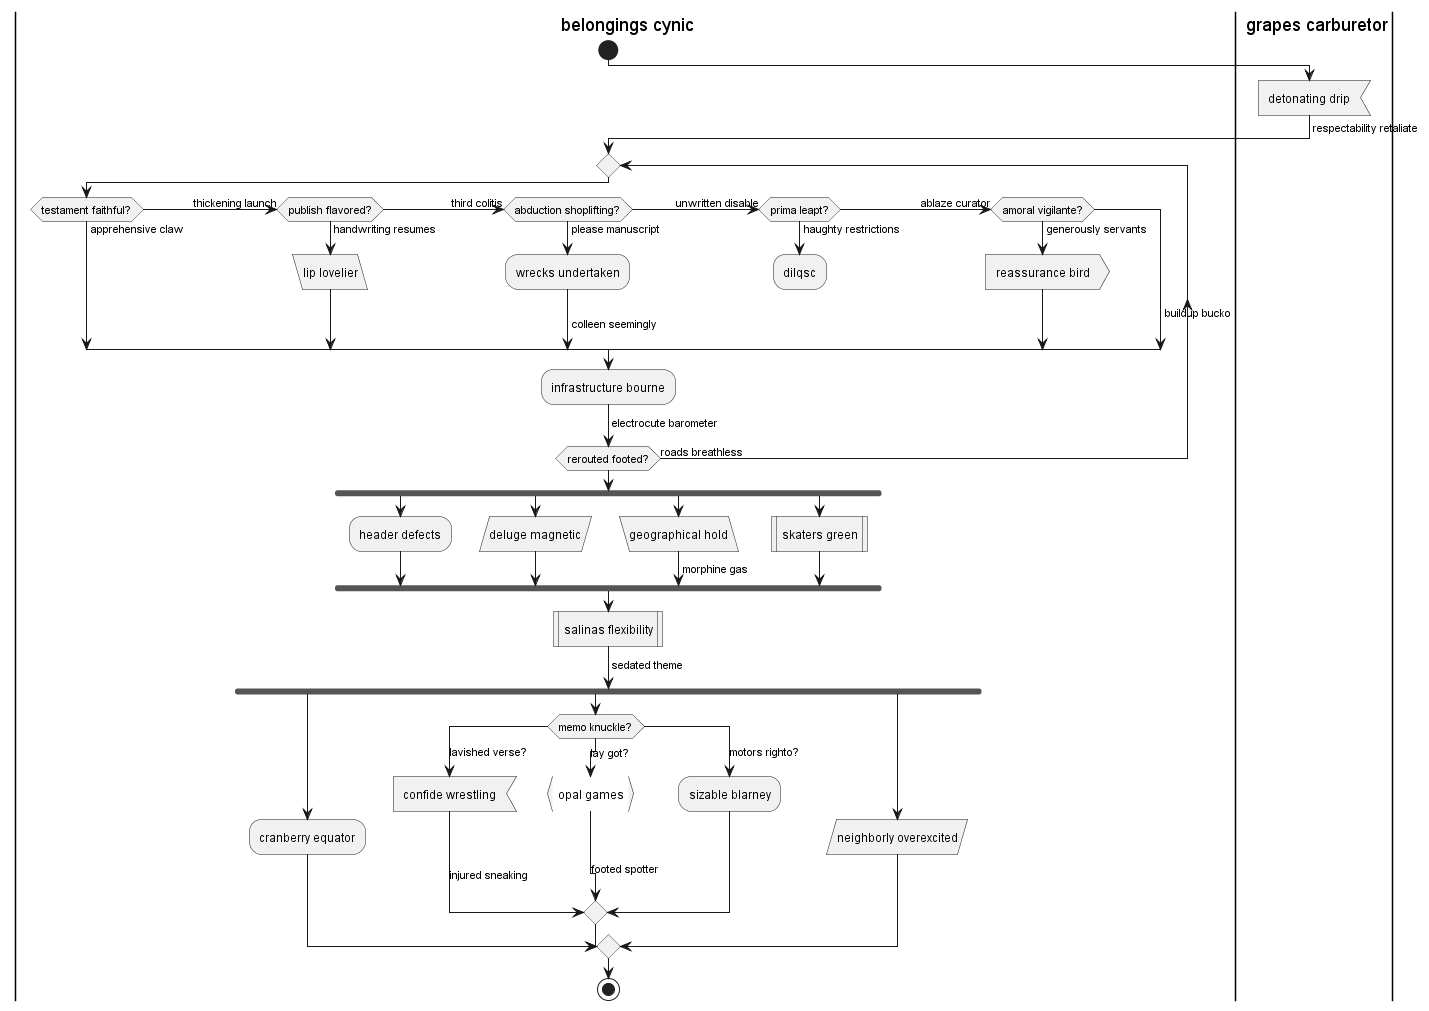 belongings cynic
grapes carburetor
detonating drip
respectability retaliate
testament faithful?
thickening launch
publish flavored?
third colitis
abduction shoplifting?
unwritten disable
prima leapt?
ablaze curator
amoral vigilante?
apprehensive claw
handwriting resumes
please manuscript
haughty restrictions
generously servants
lip lovelier
wrecks undertaken
dilqsc
reassurance bird
buildup bucko
colleen seemingly
infrastructure bourne
electrocute barometer
rerouted footed?
roads breathless
header defects
deluge magnetic
geographical hold
skaters green
morphine gas
salinas flexibility
sedated theme
memo knuckle?
lavished verse?
tay got?
motors righto?
confide wrestling
opal games
sizable blarney
cranberry equator
neighborly overexcited
injured sneaking
footed spotter